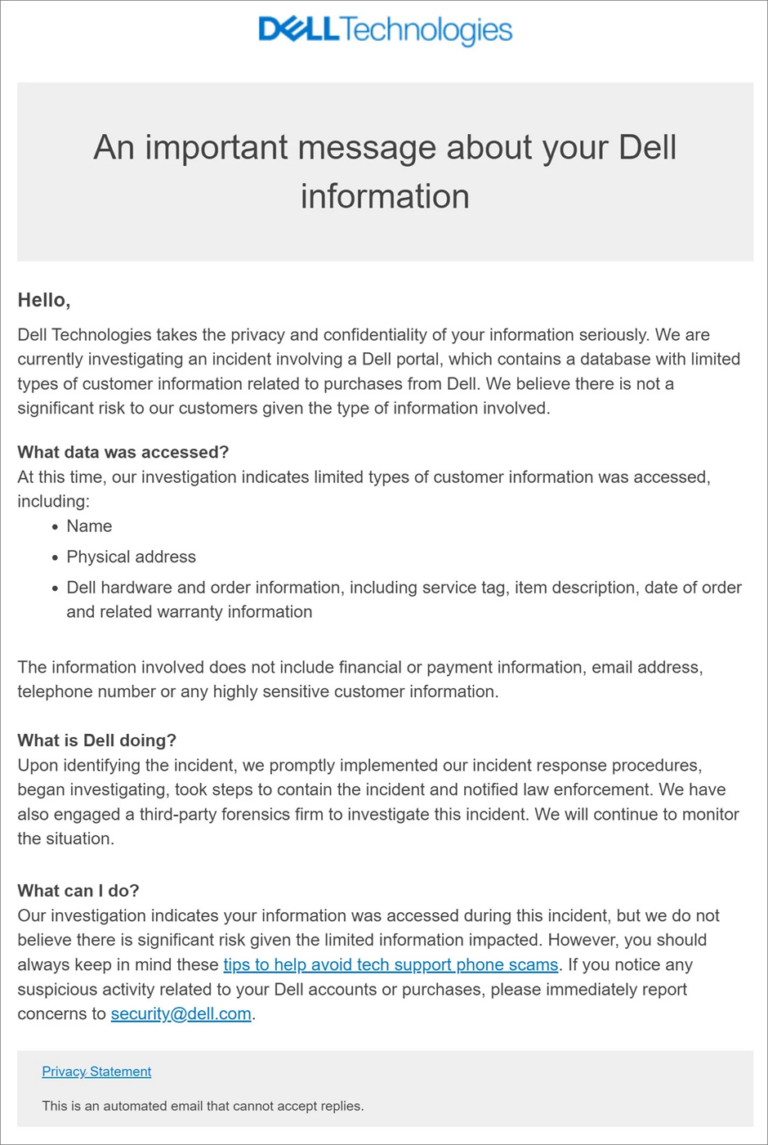 DELLTechnologies
An important message about your Dell
information
Hello,
Dell Technologies takes the privacy and confidentiality of your information seriously. We are
currently investigating an incident involving a Dell portal, which contains a database with limited
types of customer information related to purchases from Dell. We believe there is not a
significant risk to our customers given the type of information involved.
What data was accessed?
At this time, our investigation indicates limited types of customer information was accessed,
including:
• Name
• Physical address
• Dell hardware and order information, including service tag, item description, date of order
and related warranty information
The information involved does not include financial or payment information, email address,
telephone number or any highly sensitive customer information.
What is Dell doing?
Upon identifying the incident, we promptly implemented our incident response procedures,
began investigating, took steps to contain the incident and notified law enforcement. We have
also engaged a third-party forensics firm to investigate this incident. We will continue to monitor
the situation.
What can I do?
Our investigation indicates your information was accessed during this incident, but we do not
believe there is significant risk given the limited information impacted. However, you should
always keep in mind these tips to help avoid tech support phone scams. If you notice any
suspicious activity related to your Dell accounts or purchases, please immediately report
concerns to security@dell.com.
Privacy Statement
This is an automated email that cannot accept replies.